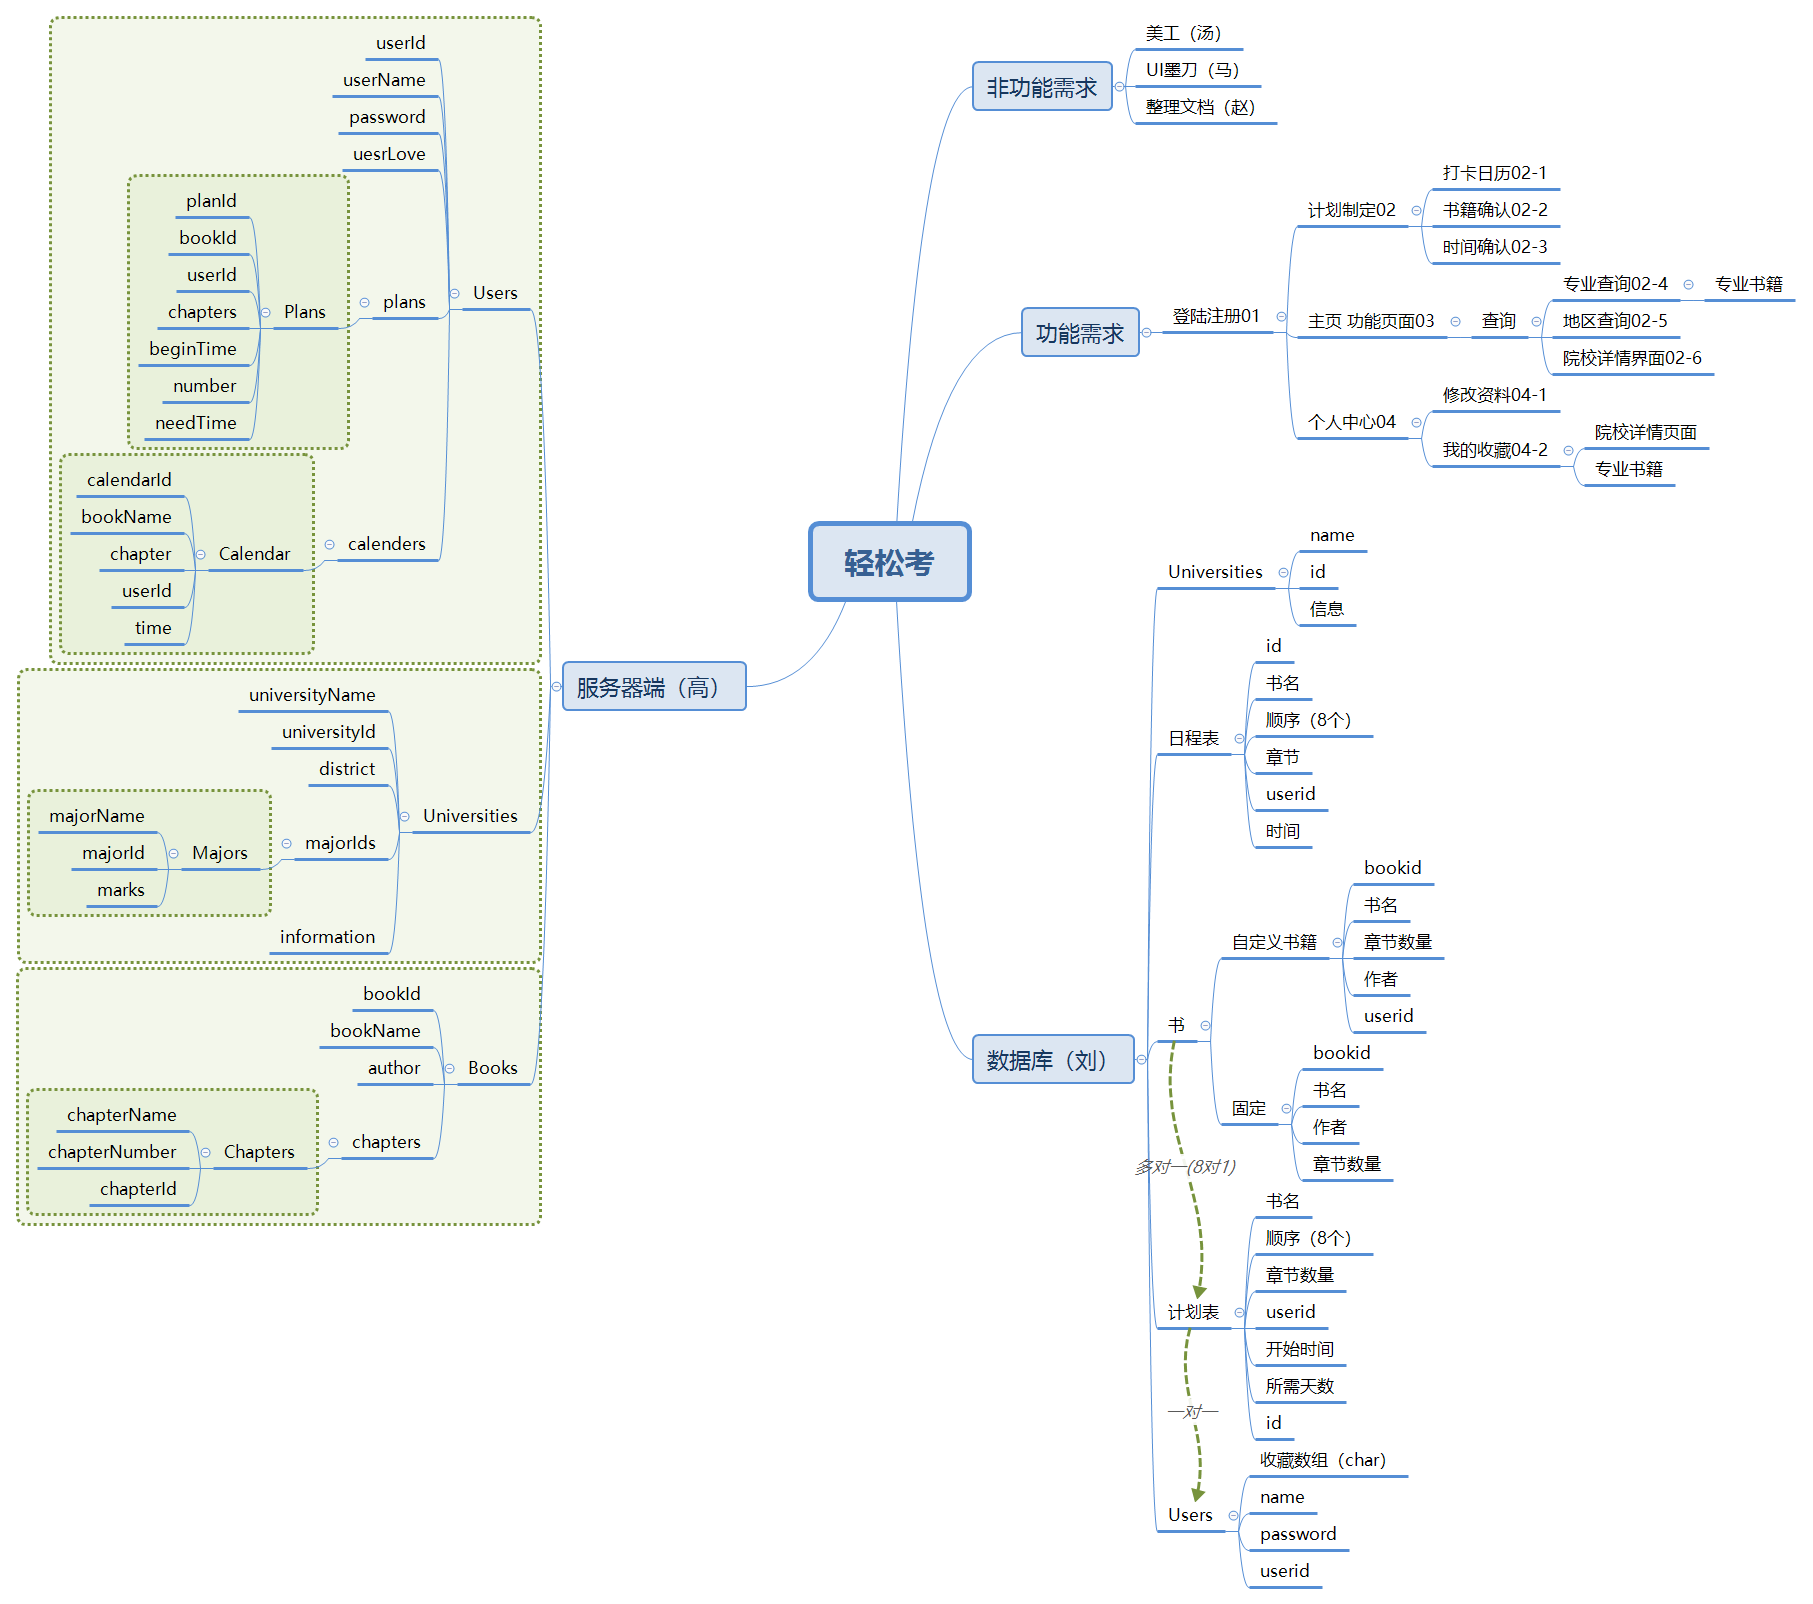 轻松考
非功能需求
美工（汤）
UI墨刀（马）
整理文档（赵）
功能需求
登陆注册01
计划制定02
打卡日历02-1
书籍确认02-2
时间确认02-3
主页 功能页面03
查询
专业查询02-4
专业书籍
地区查询02-5
院校详情界面02-6
个人中心04
修改资料04-1
我的收藏04-2
院校详情页面
专业书籍
数据库（刘）
Universities
name
id
信息
日程表
id
书名
顺序（8个）
章节
userid
时间
书
自定义书籍
bookid
书名
章节数量
作者
userid
固定
bookid
书名
作者
章节数量
多对一(8对1)
计划表
书名
顺序（8个）
章节数量
userid
开始时间
所需天数
id
一对一
Users
收藏数组（char）
name
password
userid
服务器端（高）
Users
userId
userName
password
uesrLove
plans
Plans
planId
bookId
userId
chapters
beginTime
number
needTime
calenders
Calendar
calendarId
bookName
chapter
userId
time
Universities
universityName
universityId
district
majorIds
Majors
majorName
majorId
marks
information
Books
bookId
bookName
author
chapters
Chapters
chapterName
chapterNumber
chapterId